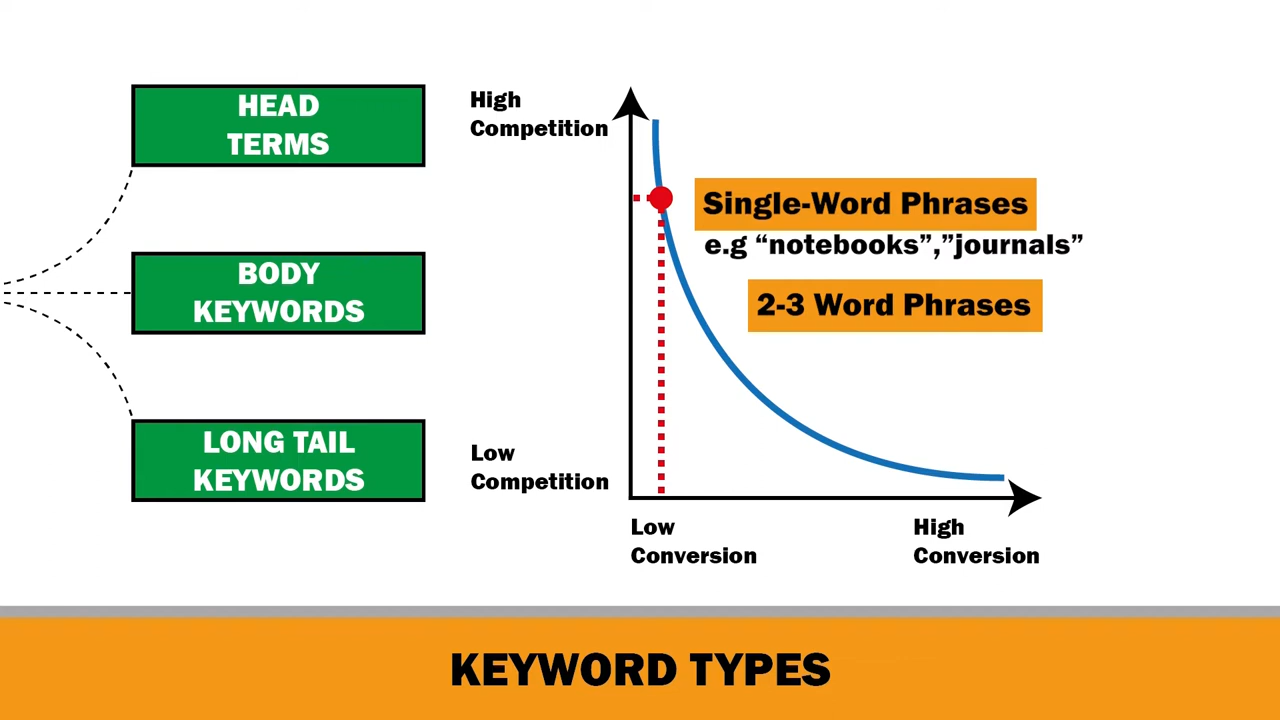 HEAD
TERMS
BODY
KEYWORDS
LONG TAIL
KEYWORDS
High
Competition
Single-Word Phrases
e.g “notebooks”,”journals”
2-3 Word Phrases
Low
Competition
Low
Conversion
High
Conversion
KEYWORD TYPES